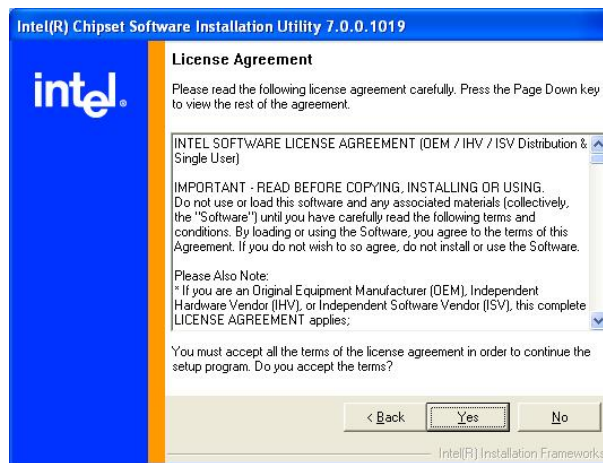 Intel(R) Chipset Software Installation Utility 7.0.0.1019
intel.
License Agreement
Please read the following license agreement carefully. Press the Page Down key
to view the rest of the agreement.
INTEL SOFTWARE LICENSE AGREEMENT (OEM / IHV / ISV Distribution &
Single User)
IMPORTANT - READ BEFORE COPYING, INSTALLING OR USING.
Do not use or load this software and any associated materials (collectively,
the "Software") until you have carefully read the following terms and
conditions. By loading or using the Software, you agree to the terms of this
Agreement. If you do not wish to so agree, do not install or use the Software.
Please Also Note:
* If you are an Original Equipment Manufacturer (OEM), Independent
Hardware Vendor (IHV), or Independent Software Vendor (ISV), this complete
LICENSE AGREEMENT applies;
You must accept all the terms of the license agreement in order to continue the
setup program. Do you accept the terms?
< Back Yes No
Intel(R) Installation Frameworks